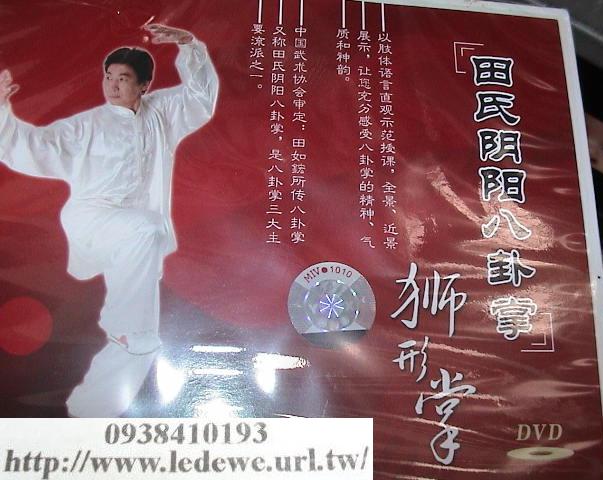 「田氏阴阳八卦掌」
狮形掌
以肢体语言直观示范授课,全景、近景
展示,让您充分感受八卦掌的精神、气
质和神韵。
中国武术协会审定:田如鋐所传八卦掌
又称田氏阴阳八卦掌,是八卦掌三大主
要流派之一。
MIV●1010
DVD
0938410193
http://www.ledewe.url.tw/